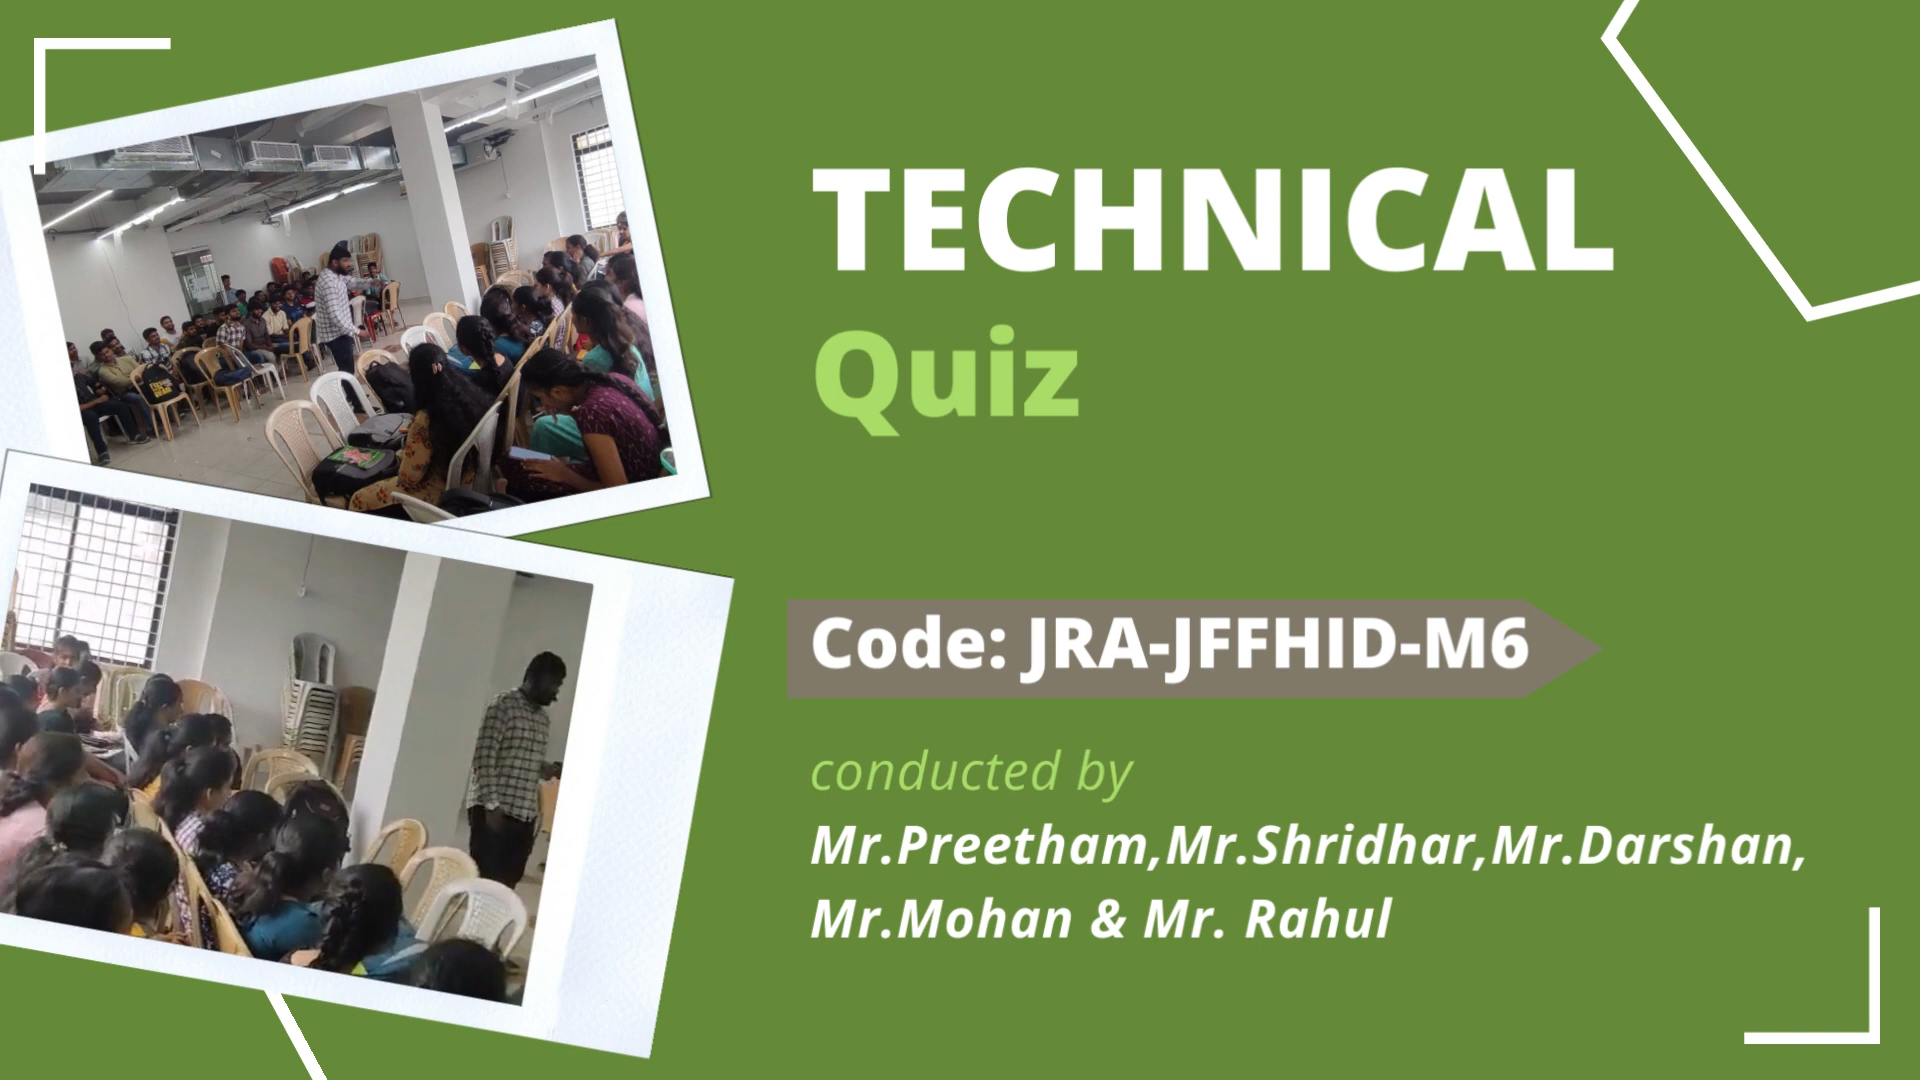 TECHNICAL
Quiz
Code: JRA-JFFHID-M6
conducted by
Mr.Preetham,Mr.Shridhar,Mr.Darshan,
Mr.Mohan & Mr. Rahul